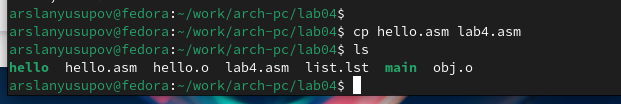 arslanyusupov@fedora:~/work/arch-pc/lab04$
arslanyusupov@fedora:~/work/arch-pc/lab04$ cp hello.asm lab4.asm
arslanyusupov@fedora:~/work/arch-pc/lab04$ ls
hello  hello.asm  hello.o  lab4.asm  list.lst  main  obj.o
arslanyusupov@fedora:~/work/arch-pc/lab04$